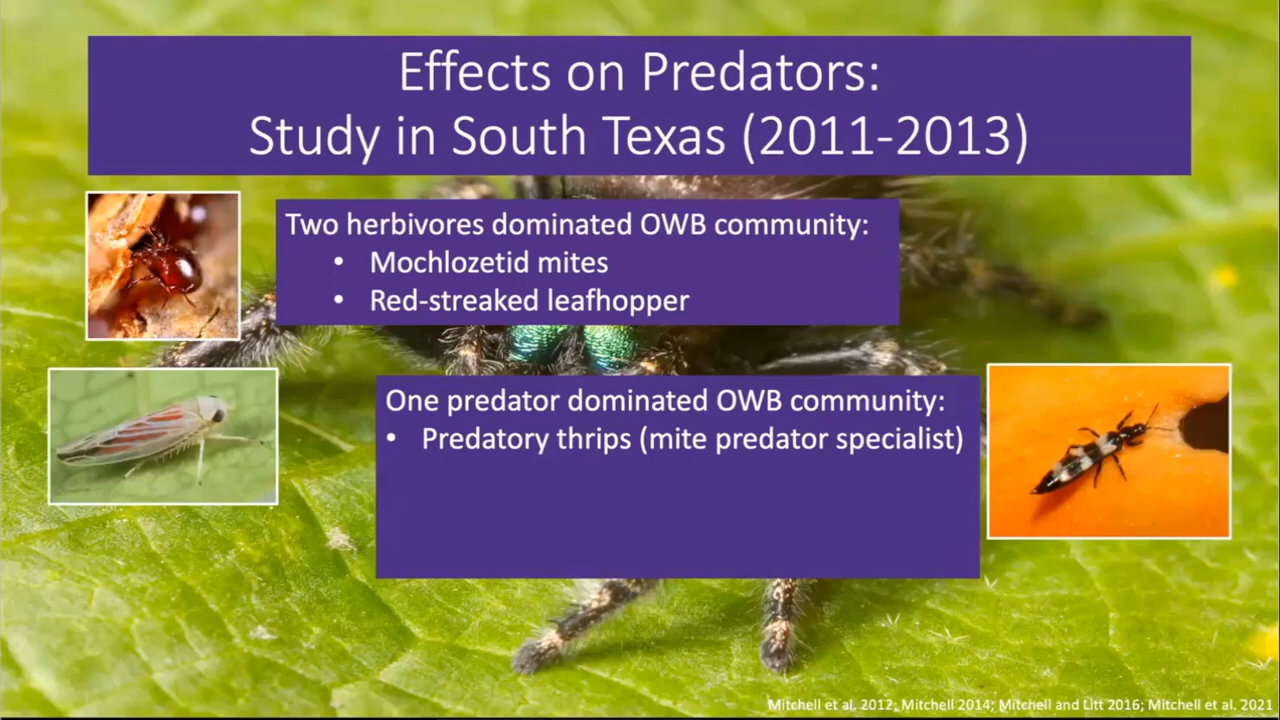 Effects on Predators:
Study in South Texas (2011-2013)
Two herbivores dominated OWB community:
• Mochlozetid mites
• Red-streaked leafhopper
One predator dominated OWB community:
• Predatory thrips (mite predator specialist)
Mitchell et al. 2012; Mitchell 2014; Mitchell and Litt 2016; Mitchell et al. 2021